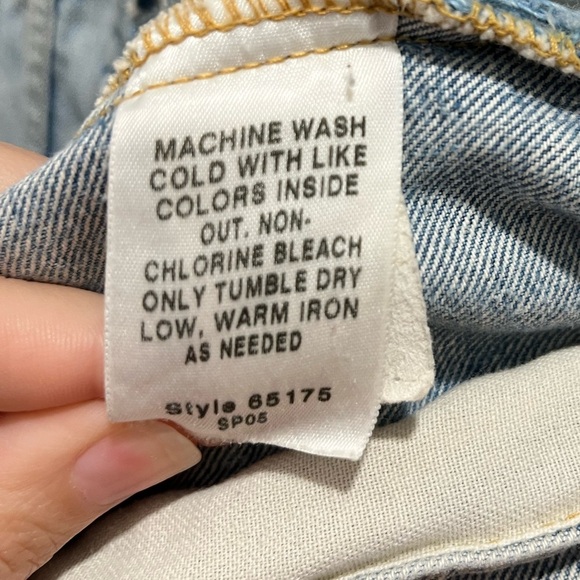 MACHINE WASH
COLD WITH LIKE
COLORS INSIDE
OUT. NON-
CHLORINE BLEACH
ONLY TUMBLE DRY
LOW, WARM IRON
AS NEEDED
Style 65175
SP05